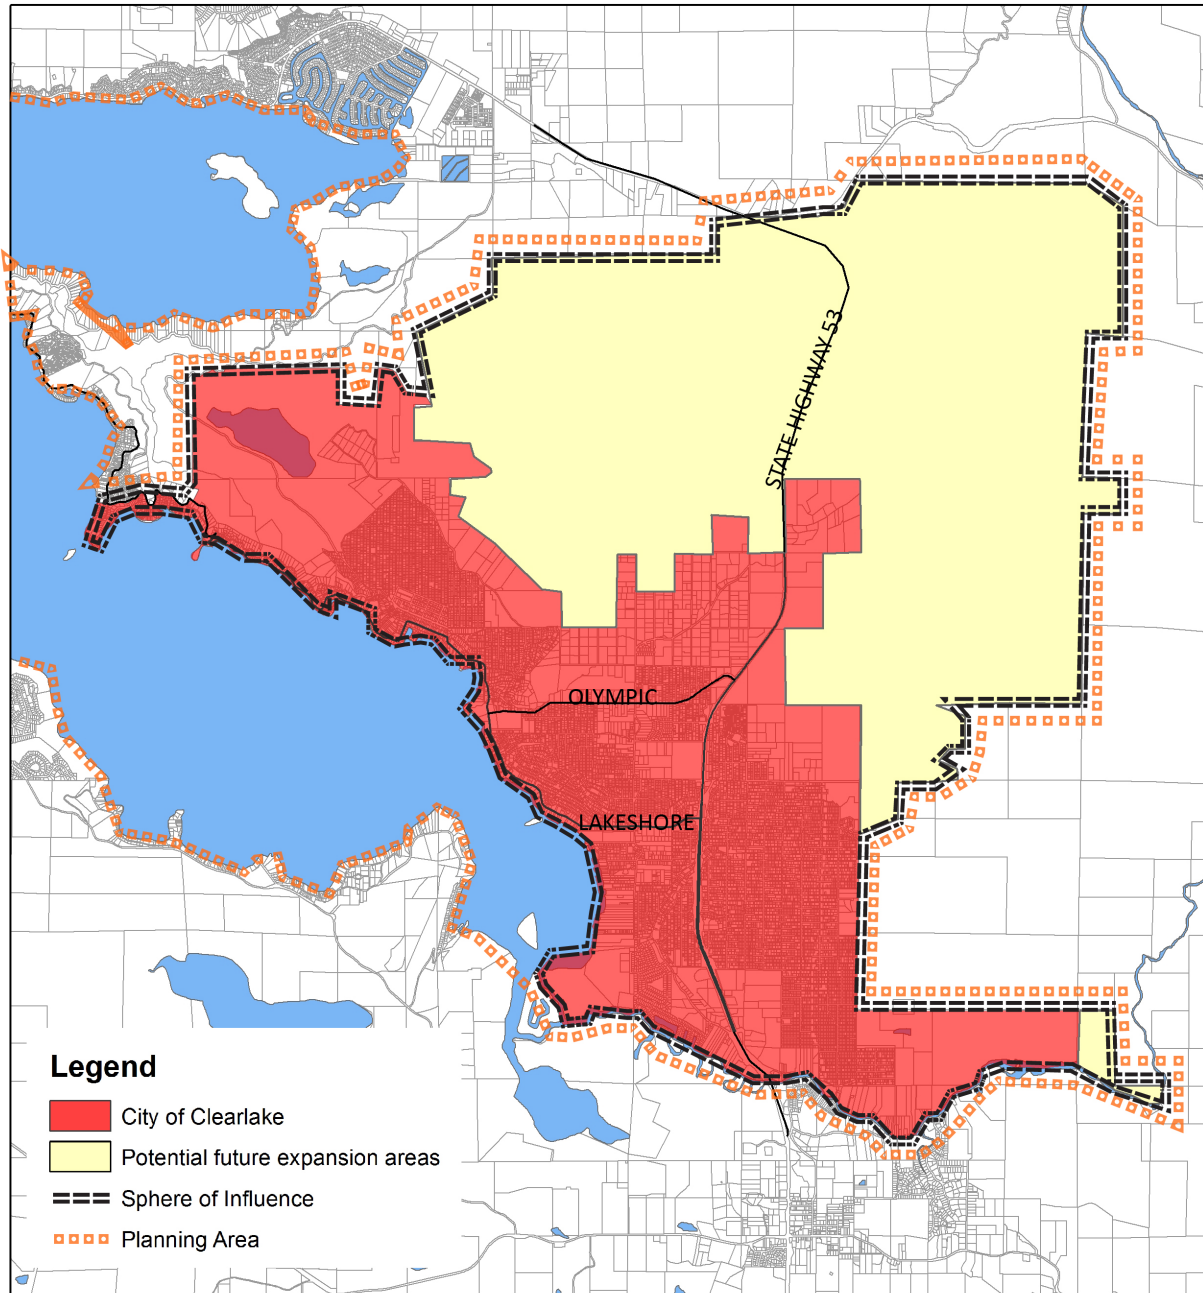 STATE HIGHWAY 53
OLYMPIC
LAKESHORE
Legend
City of Clearlake
Potential future expansion areas
Sphere of Influence
Planning Area